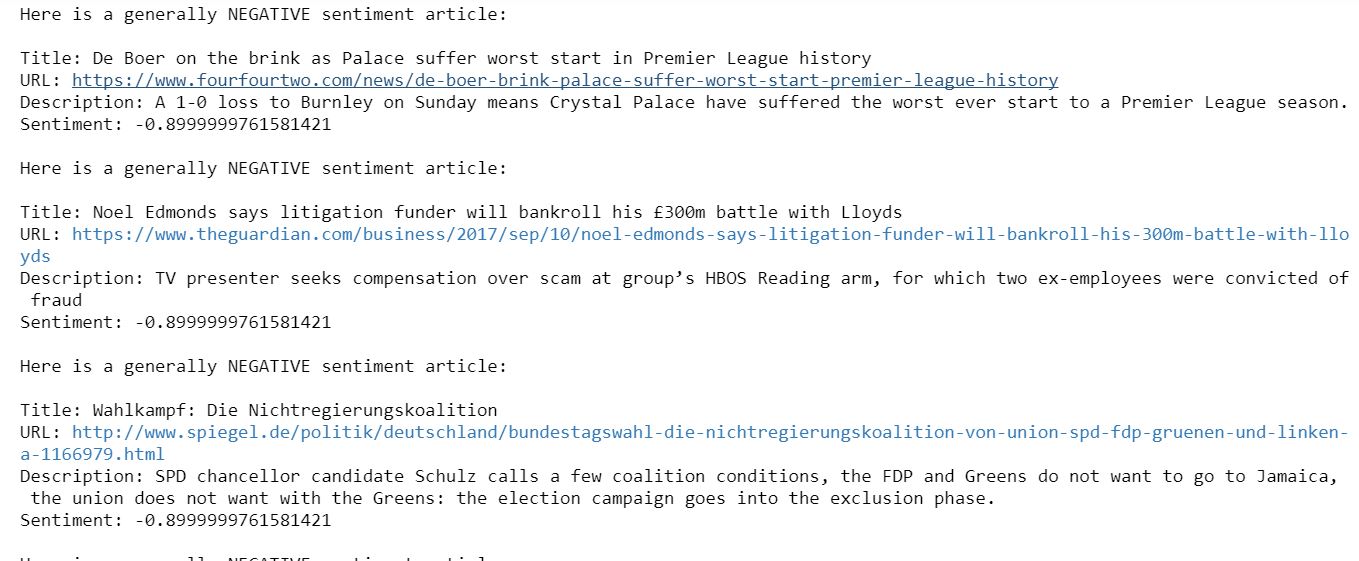 Here is a generally NEGATIVE sentiment article:
Title: De Boer on the brink as Palace suffer worst start in Premier League history
URL: https://www.fourfourtwo.com/news/de-boer-brink-palace-suffer-worst-start-premier-league-history
Description: A 1-0 loss to Burnley on Sunday means Crystal Palace have suffered the worst ever start to a Premier League season.
Sentiment: -0.8999999761581421
Here is a generally NEGATIVE sentiment article:
Title: Noel Edmonds says litigation funder will bankroll his £300m battle with Lloyds
URL: https://www.theguardian.com/business/2017/sep/10/noel-edmonds-says-litigation-funder-will-bankroll-his-300m-battle-with-llo
yds
Description: TV presenter seeks compensation over scam at group’s HBOS Reading arm, for which two ex-employees were convicted of
fraud
Sentiment: -0.8999999761581421
Here is a generally NEGATIVE sentiment article:
Title: Wahlkampf: Die Nichtregierungskoalition
URL: http://www.spiegel.de/politik/deutschland/bundestagswahl-die-nichtregierungskoalition-von-union-spd-fdp-gruenen-und-linken-
a-1166979.html
Description: SPD chancellor candidate Schulz calls a few coalition conditions, the FDP and Greens do not want to go to Jamaica,
the union does not want with the Greens: the election campaign goes into the exclusion phase.
Sentiment: -0.8999999761581421